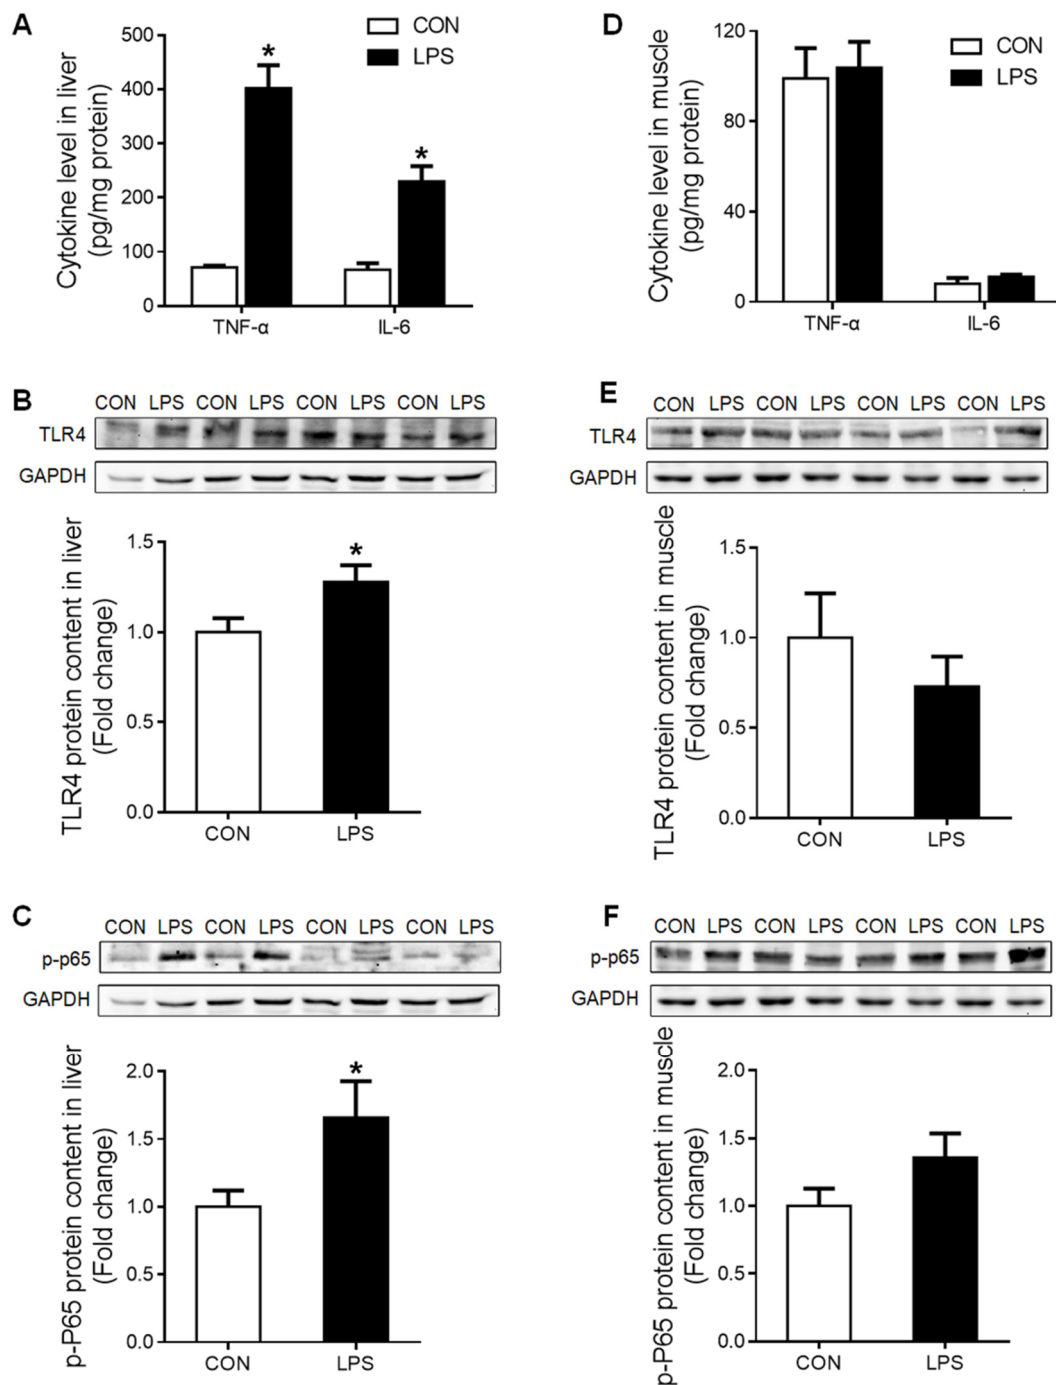 A
Cytokine level in liver
(pg/mg protein)
500
400
300
200
100
0
*
*
CON
LPS
TNF-α
IL-6
D
Cytokine level in muscle
(pg/mg protein)
120
80
40
0
CON
LPS
TNF-α
IL-6
B
CON LPS CON LPS CON LPS CON LPS
TLR4
GAPDH
TLR4 protein content in liver
(Fold change)
1.5
1.0
0.5
0.0
*
CON
LPS
E
CON LPS CON LPS CON LPS CON LPS
TLR4
GAPDH
TLR4 protein content in muscle
(Fold change)
1.5
1.0
0.5
0.0
CON
LPS
C
CON LPS CON LPS CON LPS CON LPS
p-p65
GAPDH
p-P65 protein content in liver
(Fold change)
2.0
1.5
1.0
0.5
0.0
*
CON
LPS
F
CON LPS CON LPS CON LPS CON LPS
p-p65
GAPDH
p-P65 protein content in muscle
(Fold change)
2.0
1.5
1.0
0.5
0.0
CON
LPS